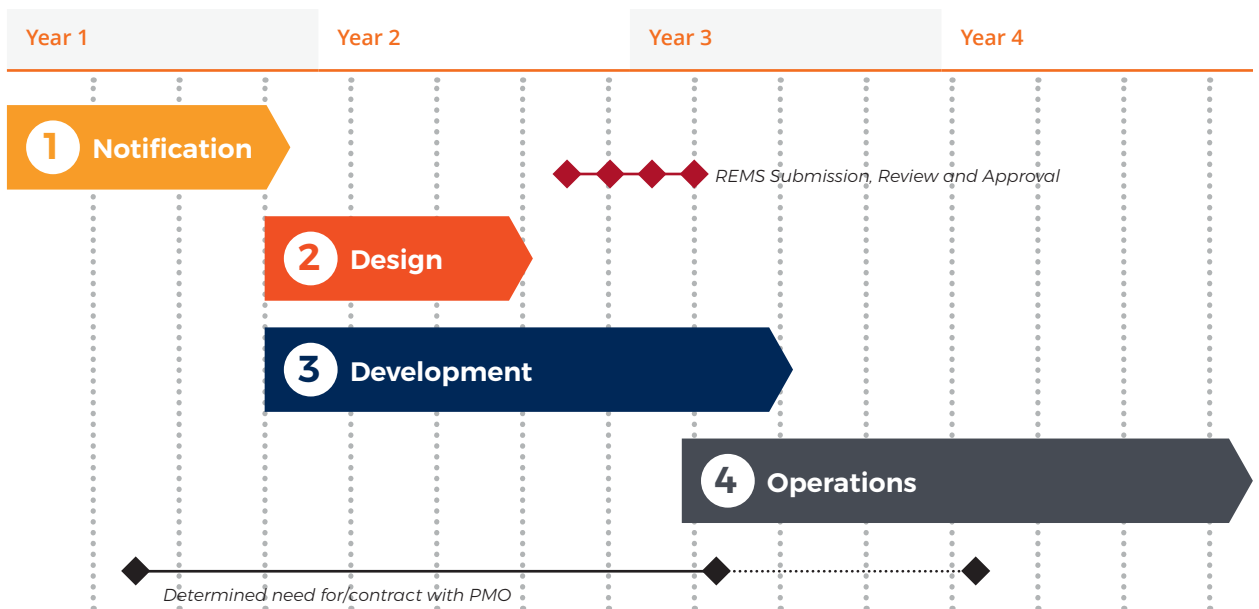 Year 1
Year 2
Year 3
Year 4
1 Notification
REMS Submission, Review and Approval
2 Design
3 Development
4 Operations
Determined need for/contract with PMO